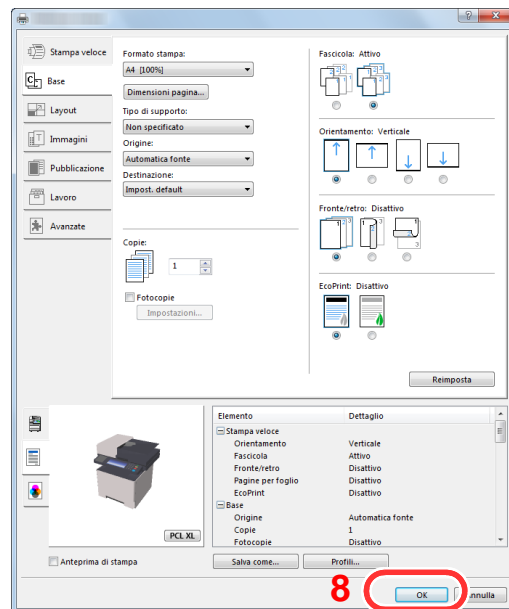 Stampa veloce
Base
Layout
Immagini
Pubblicazione
Lavoro
Avanzate
Formato stampa:
A4 [100%]
Dimensioni pagina...
Tipo di supporto:
Non specificato
Origine:
Automatica fonte
Destinazione:
Impost. default
Copie:
1
Fotocopie
Impostazioni...
Fascicola: Attivo
Orientamento: Verticale
Fronte/retro: Disattivo
EcoPrint: Disattivo
Reimposta
PCL XL
Anteprima di stampa
Elemento Dettaglio
Stampa veloce
Orientamento Verticale
Fascicola Attivo
Fronte/retro Disattivo
Pagine per foglio Disattivo
EcoPrint Disattivo
Base
Origine Automatica fonte
Copie 1
Fotocopie Disattivo
Salva come... Profili...
8 OK nnulla